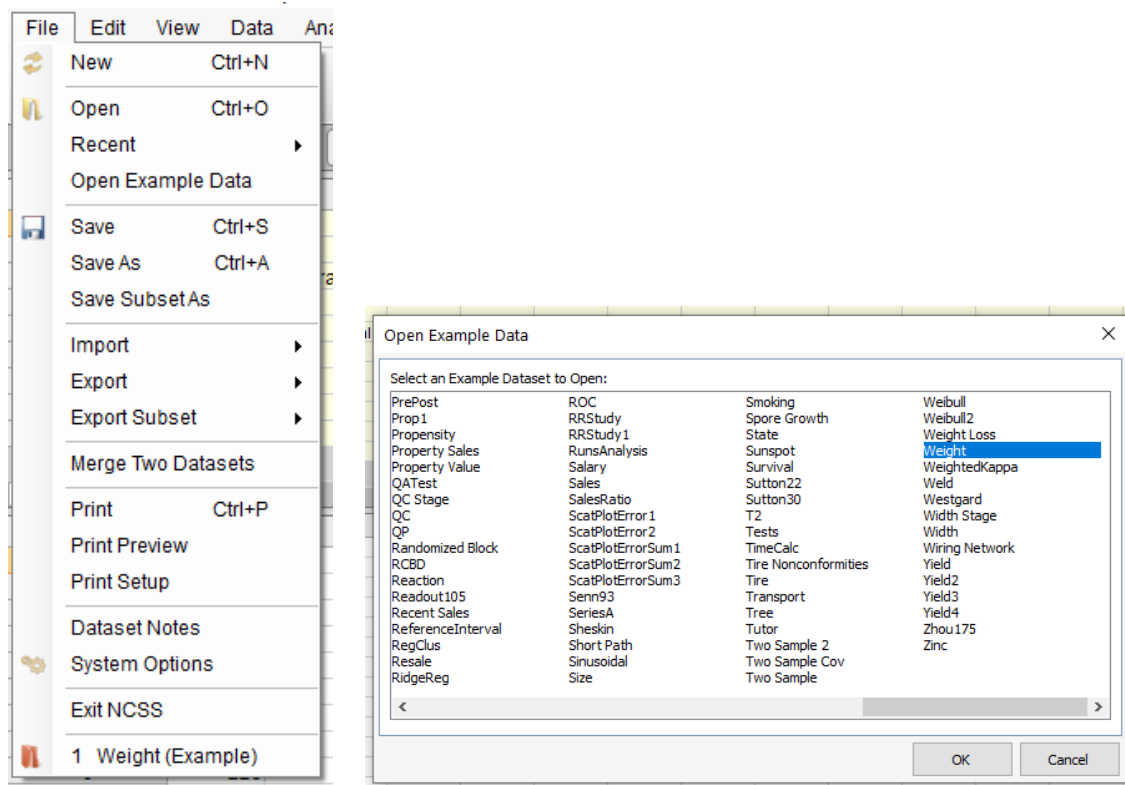 File Edit View Data Ana
New Ctrl+N
Open Ctrl+O
Recent
Open Example Data
Save Ctrl+S
Save As Ctrl+A
Save Subset As
Import
Export
Export Subset
Merge Two Datasets
Print Ctrl+P
Print Preview
Print Setup
Dataset Notes
System Options
Exit NCSS
1 Weight (Example)
Open Example Data
Select an Example Dataset to Open:
PrePost ROC Smoking Weibull
Prop1 RRStudy Spore Growth Weibull2
Propensity RRStudy1 State Weight Loss
Property Sales RunsAnalysis Sunspot Weight
Property Value Salary Survival WeightedKappa
QATest Sales Sutton22 Weld
QC Stage SalesRatio Sutton30 Westgard
QC ScatPlotError1 T2 Width Stage
QP ScatPlotError2 Tests Width
Randomized Block ScatPlotErrorSum1 TimeCalc Wiring Network
RCBD ScatPlotErrorSum2 Tire Nonconformities Yield
Reaction ScatPlotErrorSum3 Tire Yield2
Readout105 Senn93 Transport Yield3
Recent Sales SeriesA Tree Yield4
ReferenceInterval Sheskin Tutor Zhou175
RegClus Short Path Two Sample 2 Zinc
Resale Sinusoidal Two Sample Cov
RidgeReg Size Two Sample
OK Cancel